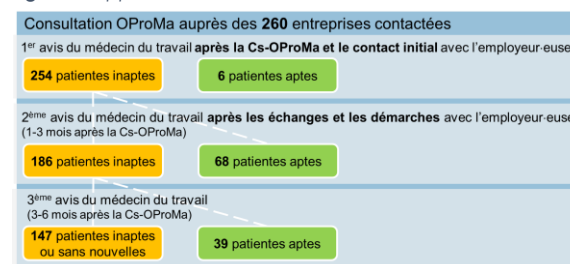 Consultation OProMa auprès des 260 entreprises contactées
1er avis du médecin du travail après la Cs-OProMa et le contact initial avec l'employeur·euse
254 patientes inaptes
6 patientes aptes
2ème avis du médecin du travail après les échanges et les démarches avec l'employeur·euse
(1-3 mois après la Cs-OProMa)
186 patientes inaptes
68 patientes aptes
3ème avis du médecin du travail
(3-6 mois après la Cs-OProMa)
147 patientes inaptes
ou sans nouvelles
39 patientes aptes